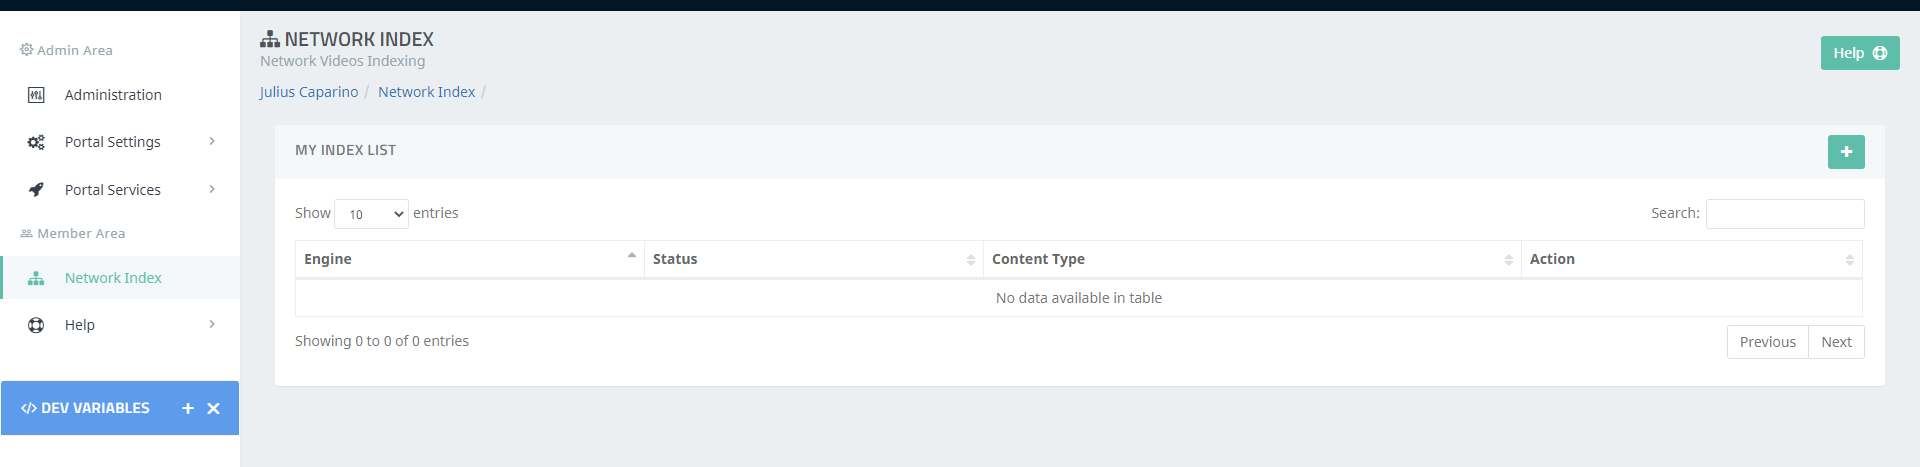 Admin Area
Administration
Portal Settings
Portal Services
Member Area
Network Index
Help
</> DEV VARIABLES + ×
NETWORK INDEX
Network Videos Indexing
Julius Caparino / Network Index /
Help
MY INDEX LIST
+
Show 10 entries
Search:
Engine Status Content Type Action
No data available in table
Showing 0 to 0 of 0 entries
Previous Next